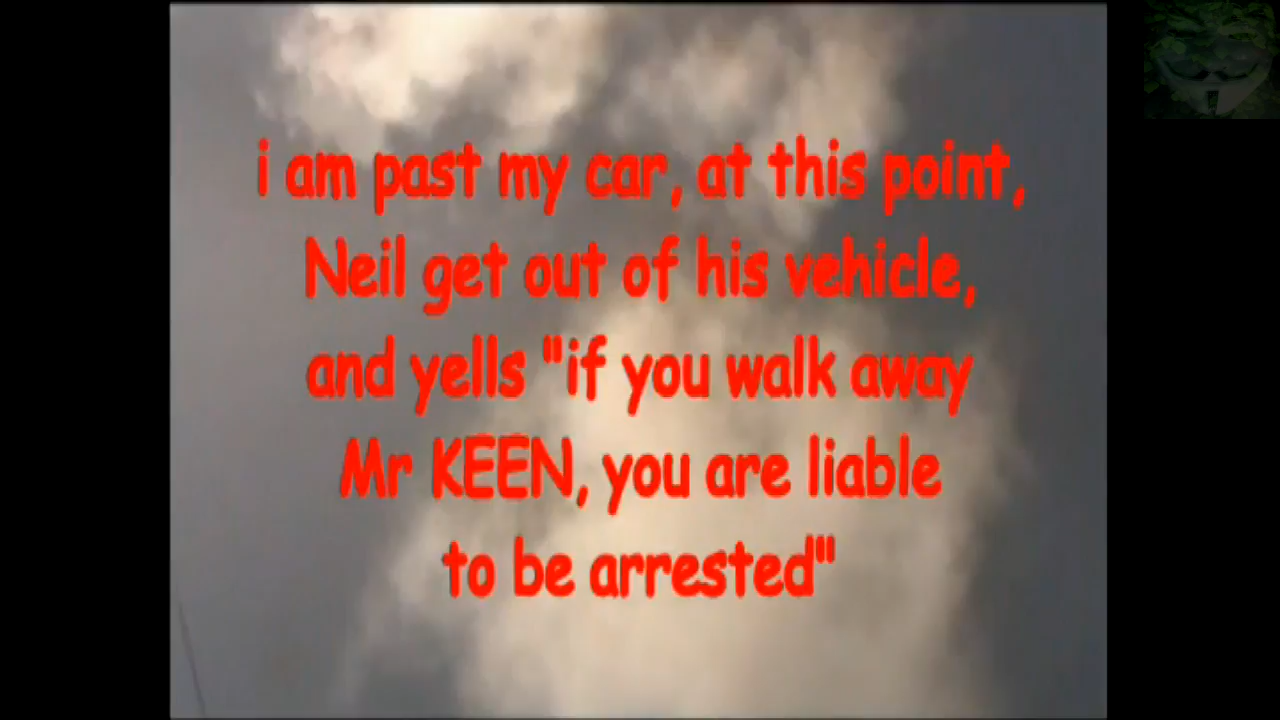 i am past my car, at this point,
Neil get out of his vehicle,
and yells "if you walk away
Mr KEEN, you are liable
to be arrested"